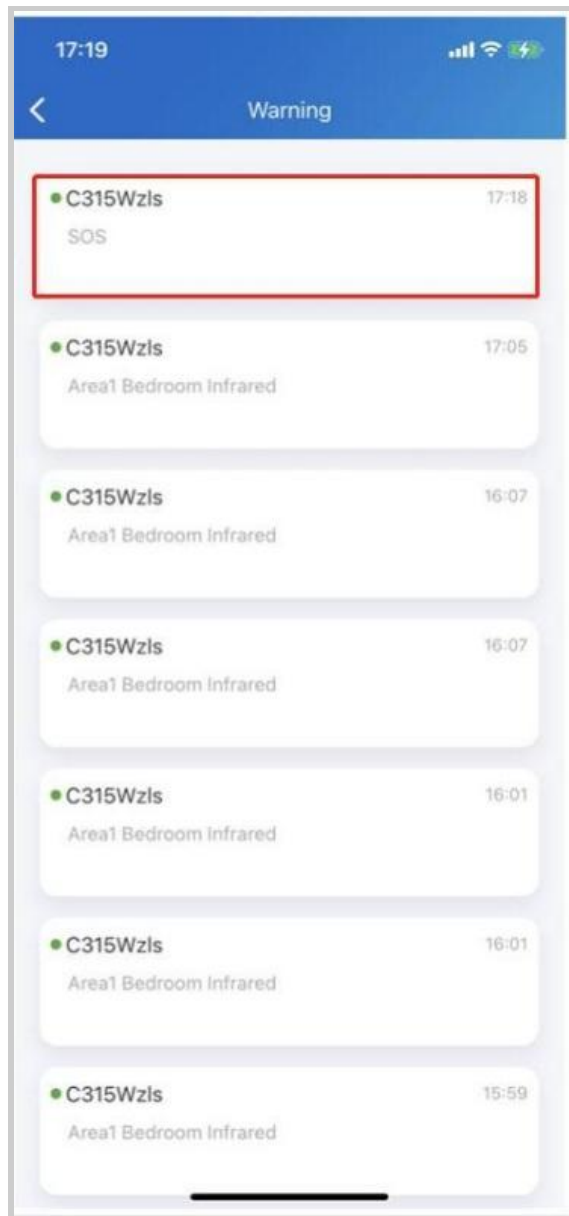 17:19
Warning
C315Wzls 17:18
SOS
C315Wzls 17:05
Area1 Bedroom Infrared
C315Wzls 16:07
Area1 Bedroom Infrared
C315Wzls 16:07
Area1 Bedroom Infrared
C315Wzls 16:01
Area1 Bedroom Infrared
C315Wzls 16:01
Area1 Bedroom Infrared
C315Wzls 15:59
Area1 Bedroom Infrared